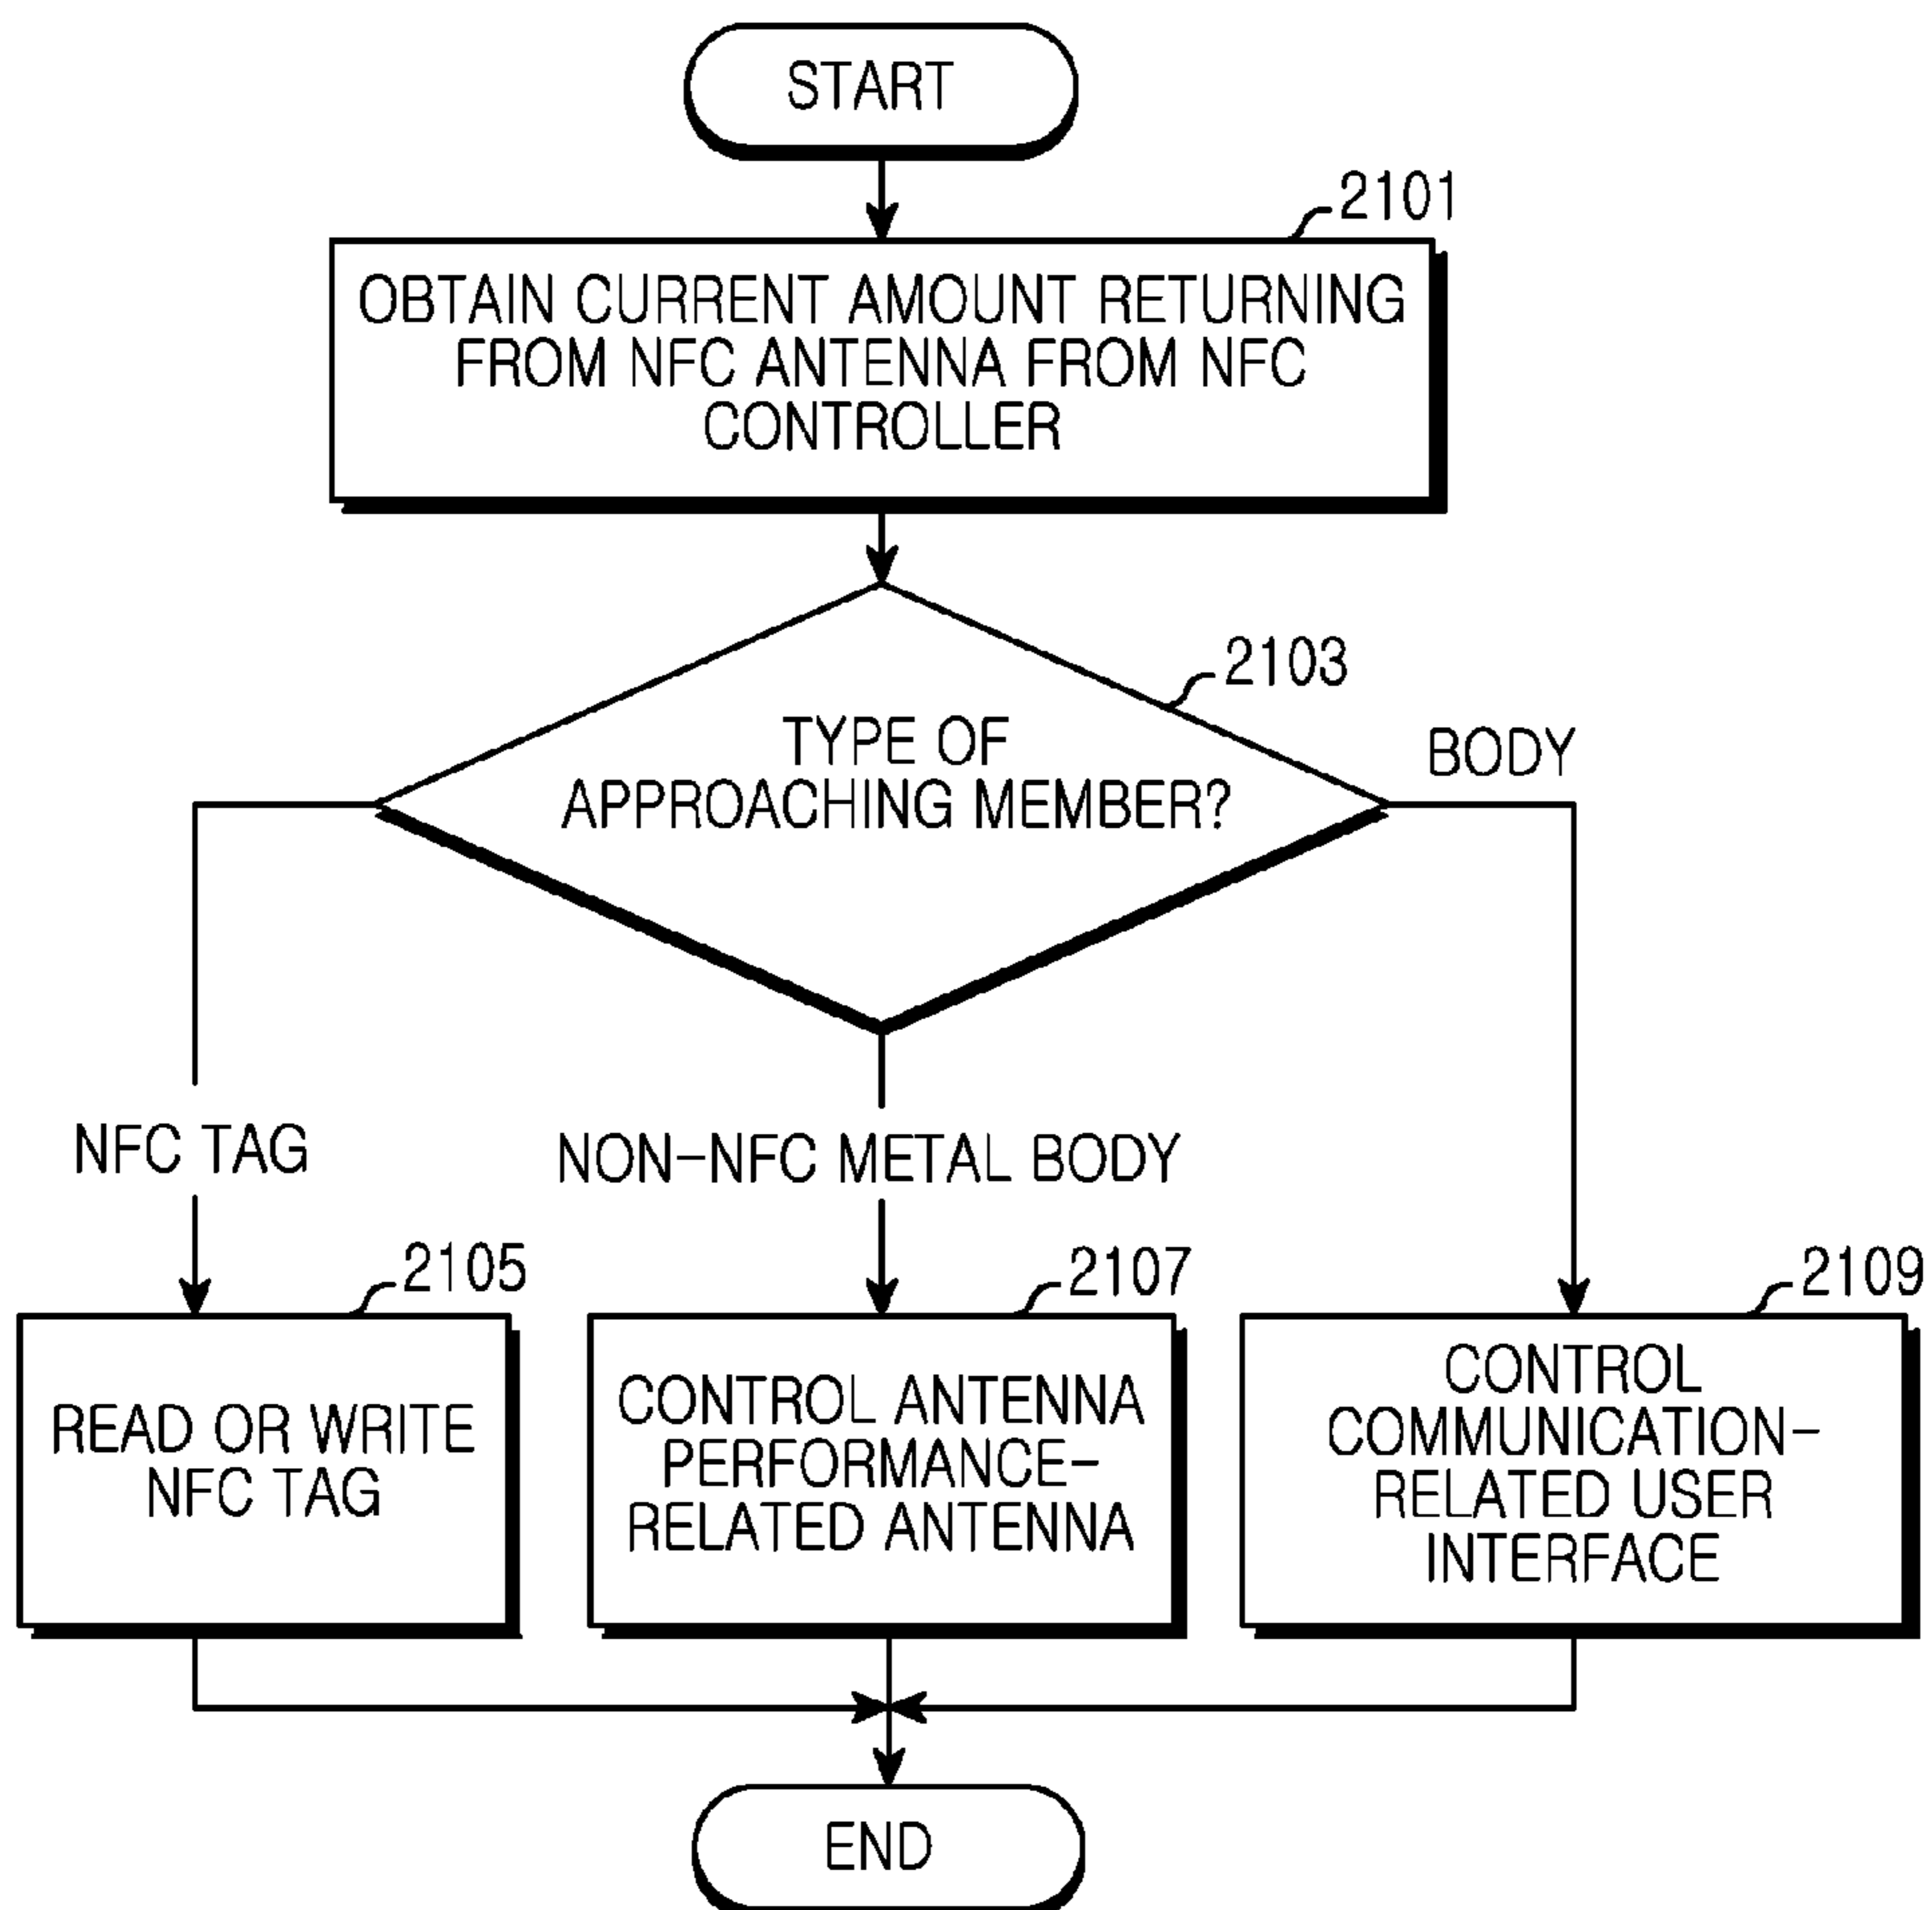 START
2101
OBTAIN CURRENT AMOUNT RETURNING
FROM NFC ANTENNA FROM NFC
CONTROLLER
2103
TYPE OF
APPROACHING MEMBER?
BODY
NFC TAG
NON-NFC METAL BODY
2105
READ OR WRITE
NFC TAG
2107
CONTROL ANTENNA
PERFORMANCE-
RELATED ANTENNA
2109
CONTROL
COMMUNICATION-
RELATED USER
INTERFACE
END